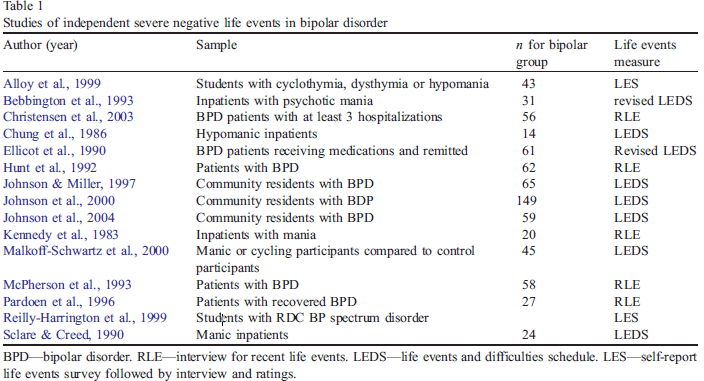 Table 1
Studies of independent severe negative life events in bipolar disorder
Author (year) Sample n for bipolar group Life events measure
Alloy et al., 1999 Students with cyclothymia, dysthymia or hypomania 43 LES
Bebbington et al., 1993 Inpatients with psychotic mania 31 revised LEDS
Christensen et al., 2003 BPD patients with at least 3 hospitalizations 56 RLE
Chung et al., 1986 Hypomanic inpatients 14 LEDS
Ellicot et al., 1990 BPD patients receiving medications and remitted 61 Revised LEDS
Hunt et al., 1992 Patients with BPD 62 RLE
Johnson & Miller, 1997 Community residents with BPD 65 LEDS
Johnson et al., 2000 Community residents with BDP 149 LEDS
Johnson et al., 2004 Community residents with BPD 59 LEDS
Kennedy et al., 1983 Inpatients with mania 20 RLE
Malkoff-Schwartz et al., 2000 Manic or cycling participants compared to control participants 45 LEDS
McPherson et al., 1993 Patients with BPD 58 RLE
Pardoen et al., 1996 Patients with recovered BPD 27 RLE
Reilly-Harrington et al., 1999 Students with RDC BP spectrum disorder LES
Sclare & Creed, 1990 Manic inpatients 24 LEDS
BPD—bipolar disorder. RLE—interview for recent life events. LEDS—life events and difficulties schedule. LES—self-report
life events survey followed by interview and ratings.